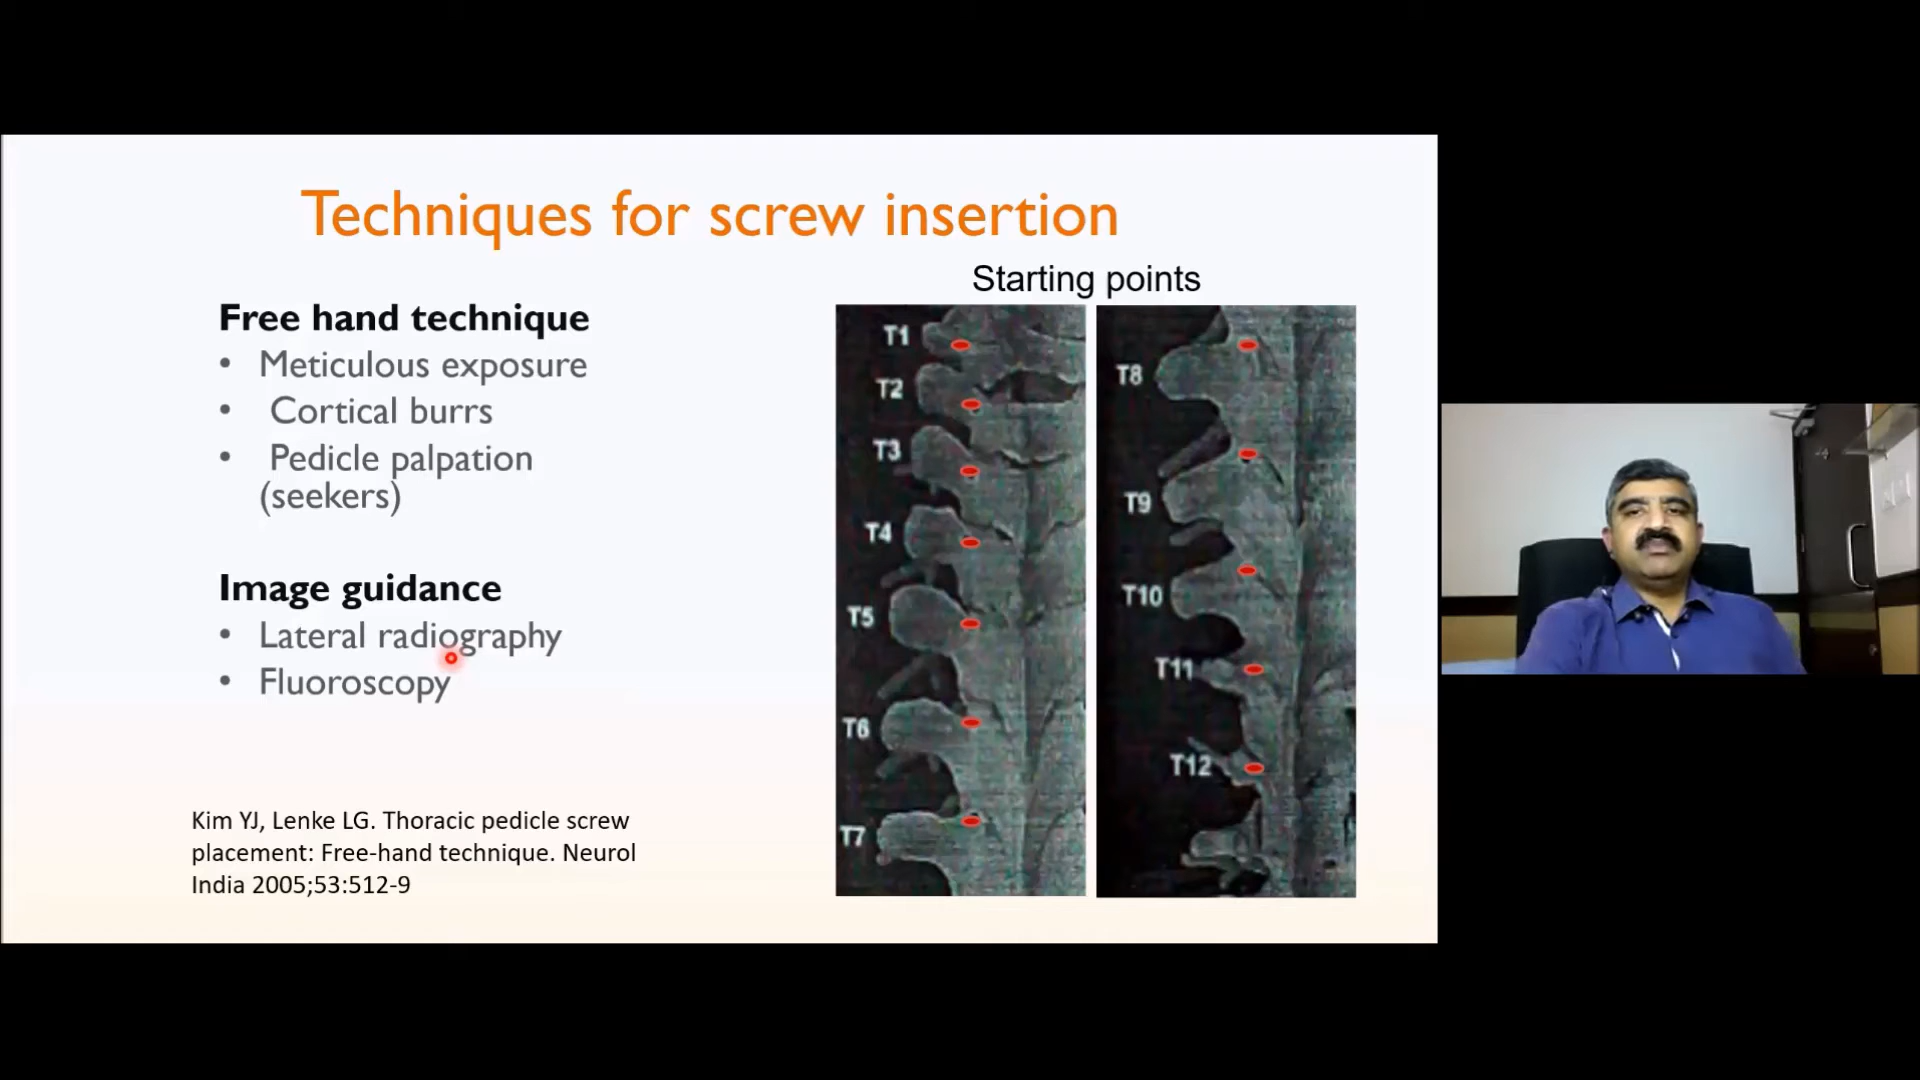 Techniques for screw insertion
Starting points
Free hand technique
• Meticulous exposure
• Cortical burrs
• Pedicle palpation
(seekers)
Image guidance
• Lateral radiography
• Fluoroscopy
Kim YJ, Lenke LG. Thoracic pedicle screw
placement: Free-hand technique. Neurol
India 2005;53:512-9
T1
T2
T3
T4
T5
T6
T7
T8
T9
T10
T11
T12